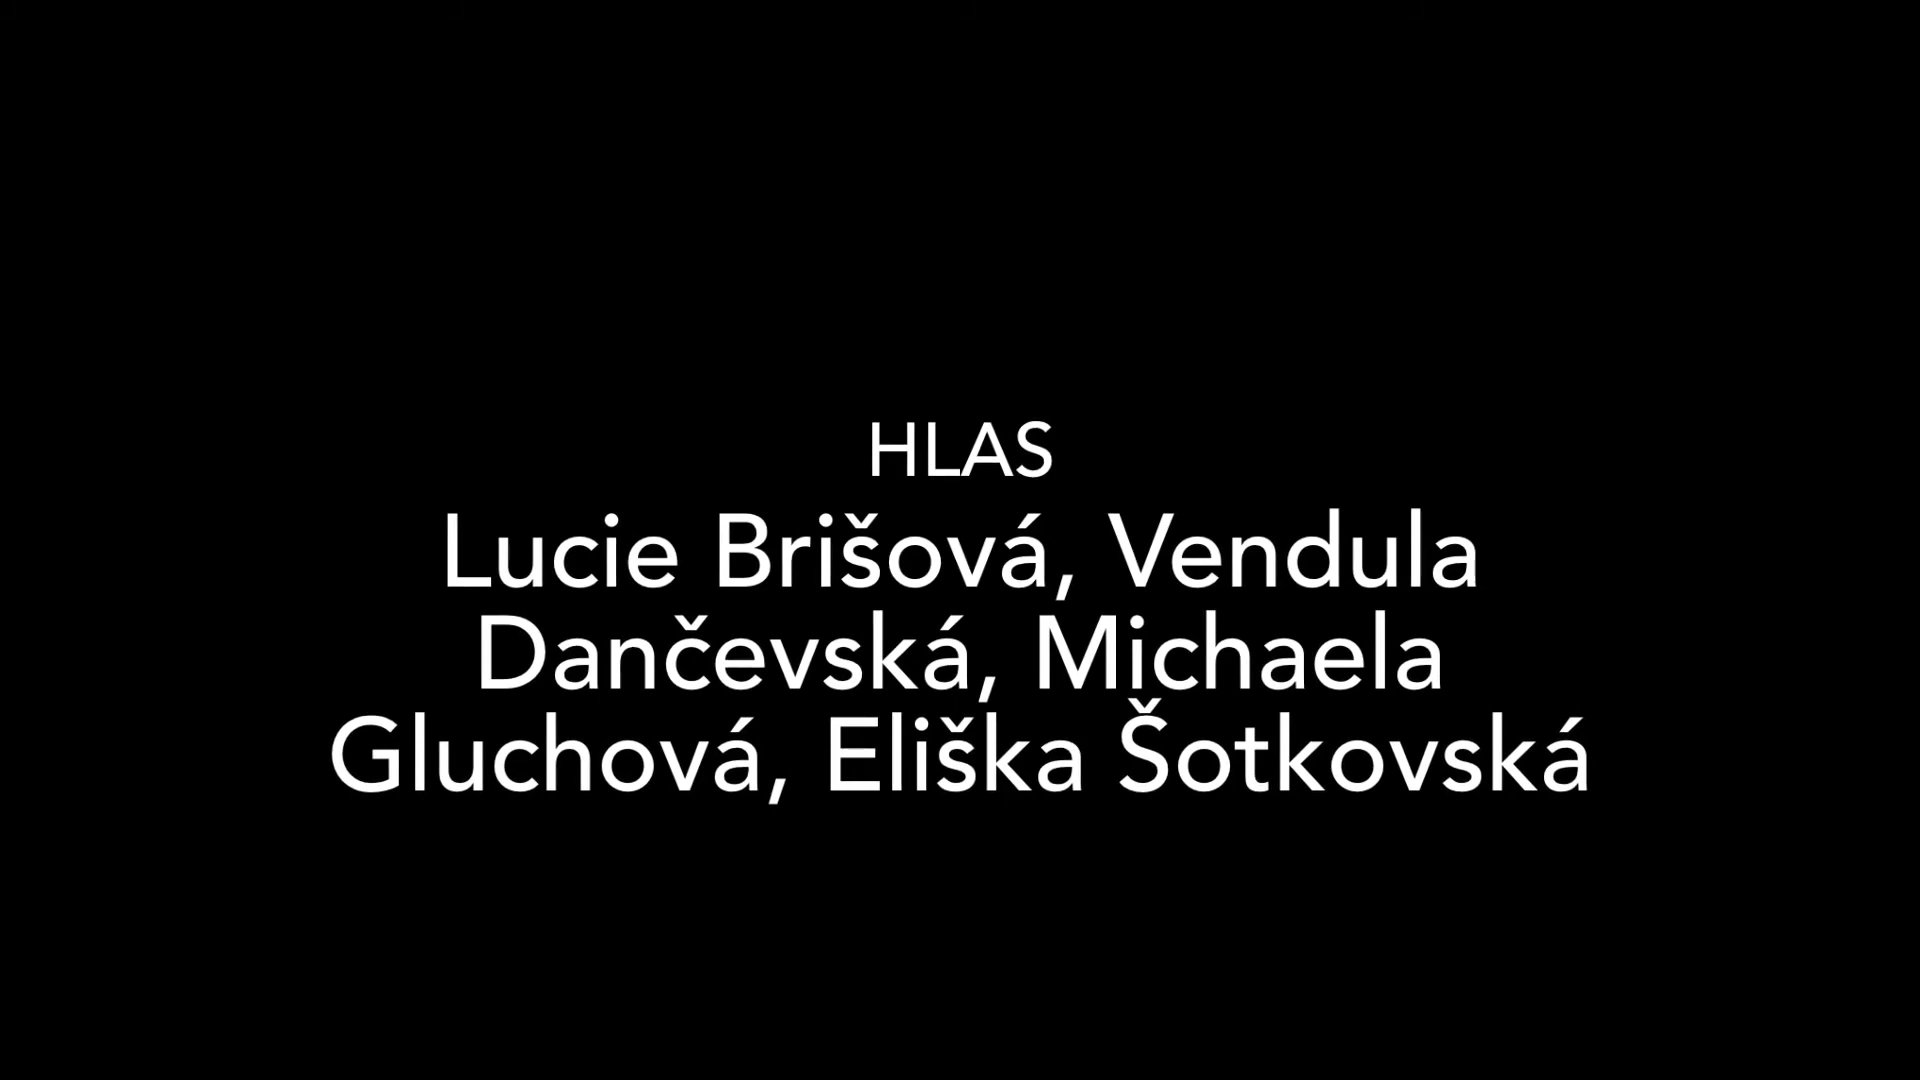 HLAS
Lucie Brišová, Vendula
Dančevská, Michaela
Gluchová, Eliška Šotkovská